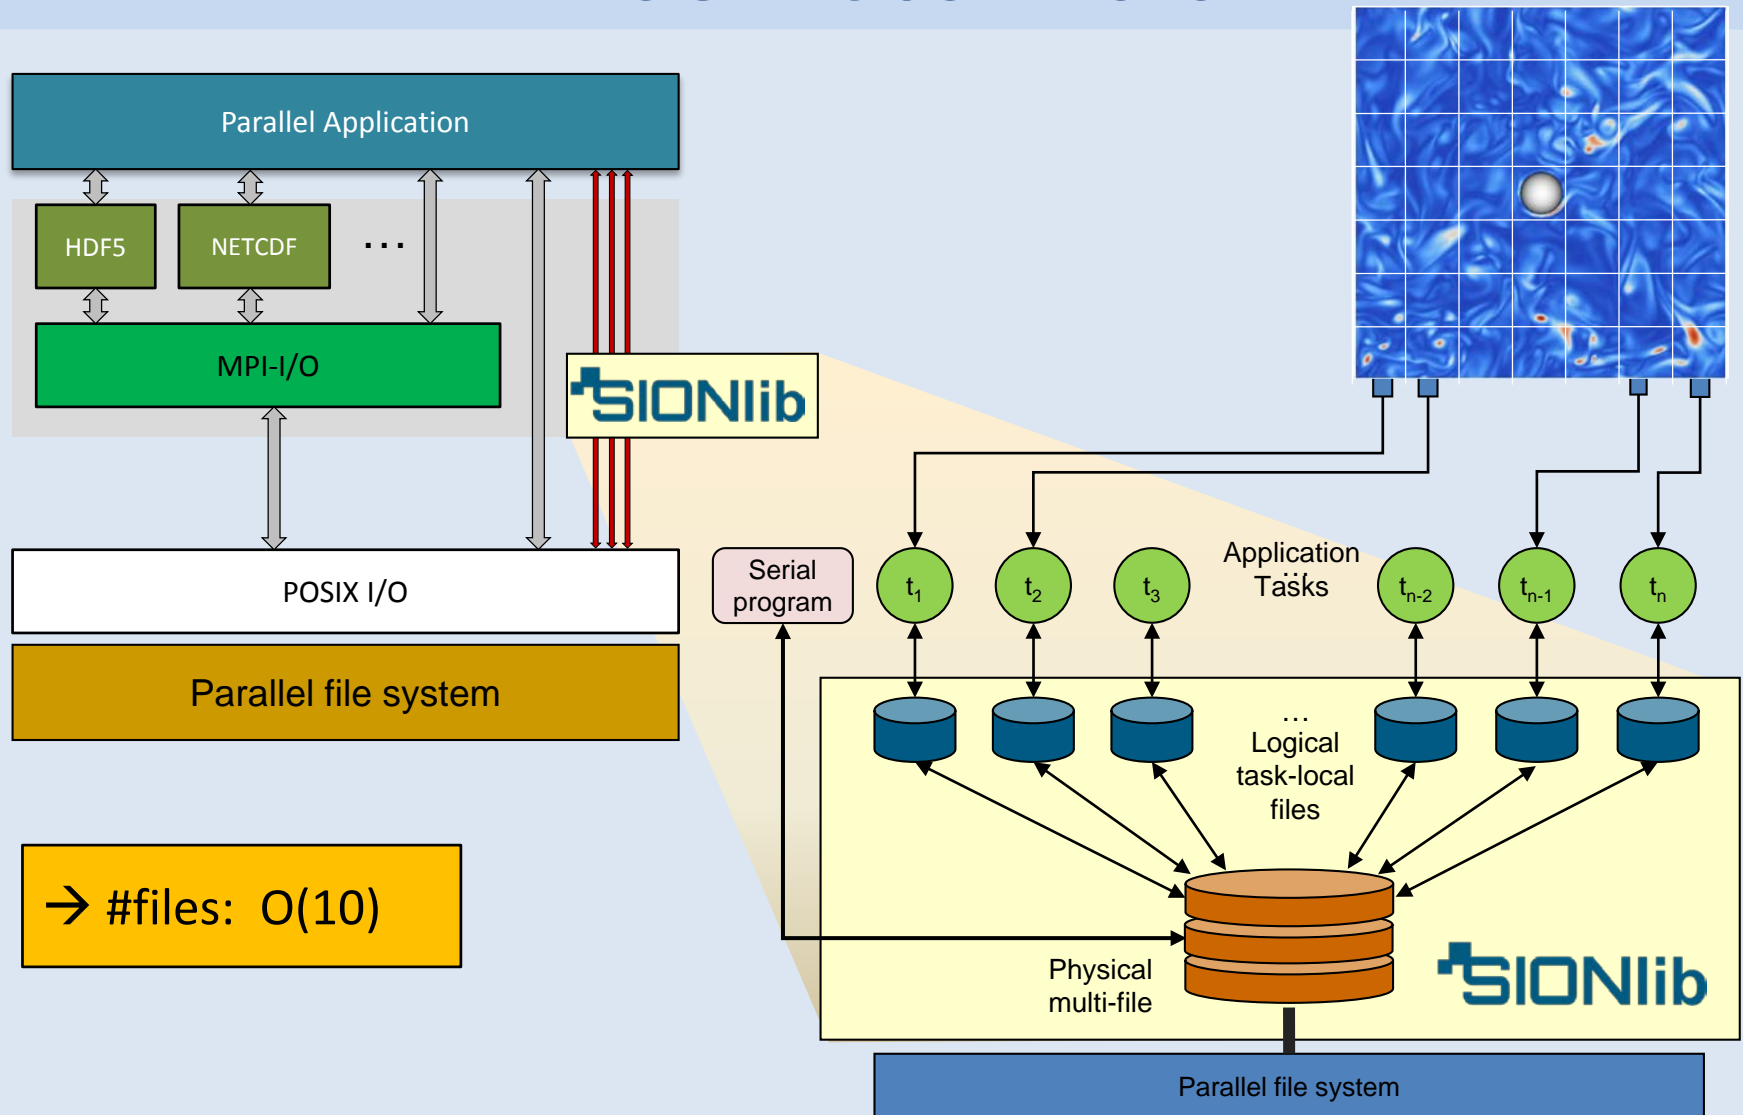 Parallel Application
HDF5
NETCDF
...
MPI-I/O
SIONlib
POSIX I/O
Parallel file system
→ #files: O(10)
Serial
program
t1
t2
t3
Application
...
Tasks
tn-2
tn-1
tn
...
Logical
task-local
files
Physical
multi-file
SIONlib
Parallel file system